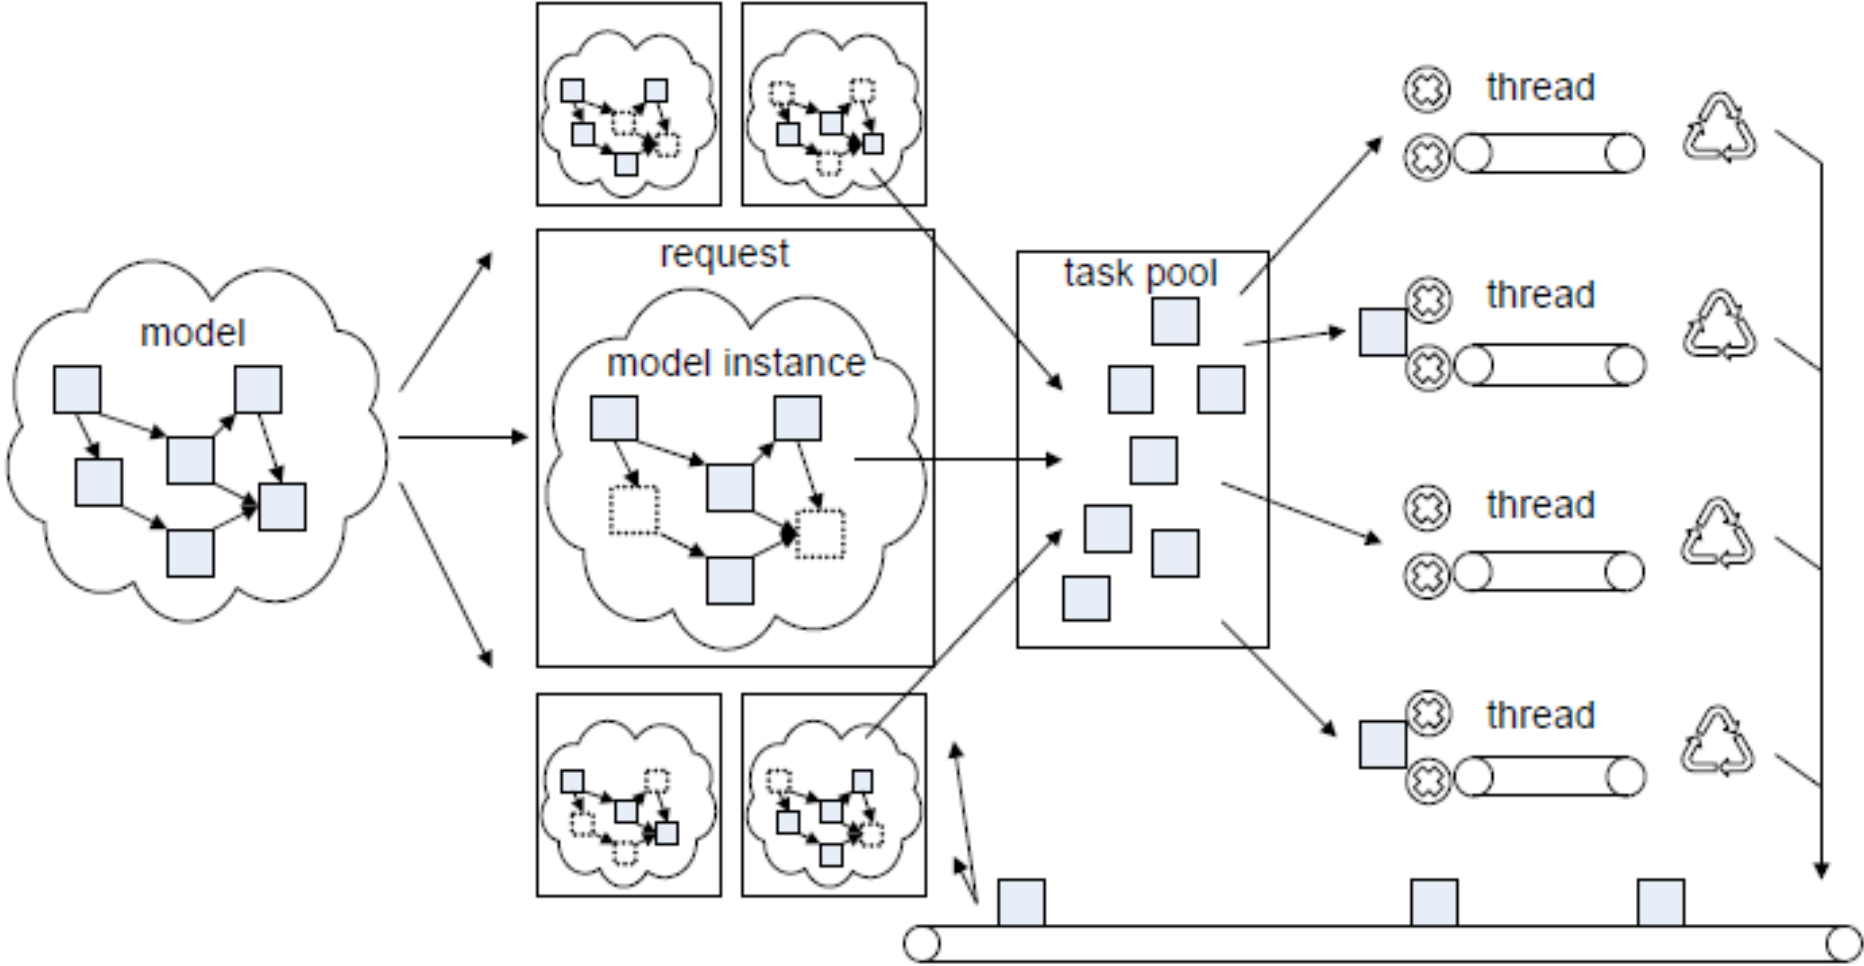 model
request
model instance
task pool
thread
thread
thread
thread